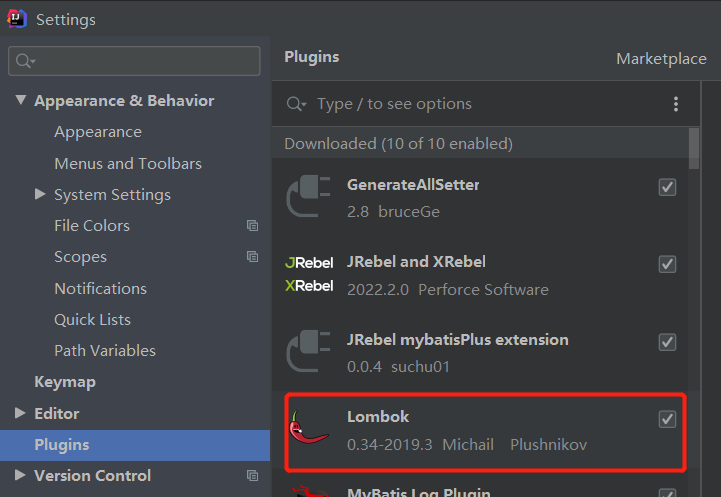 Settings
Appearance & Behavior
Appearance
Menus and Toolbars
System Settings
File Colors
Scopes
Notifications
Quick Lists
Path Variables
Keymap
Editor
Plugins
Version Control
Plugins
Marketplace
Type / to see options
Downloaded (10 of 10 enabled)
GenerateAllSetter
2.8 bruceGe
JRebel
XRebel
JRebel and XRebel
2022.2.0 Perforce Software
JRebel mybatisPlus extension
0.0.4 suchu01
Lombok
0.34-2019.3 Michail Plushnikov
MyBatis Log Plugin